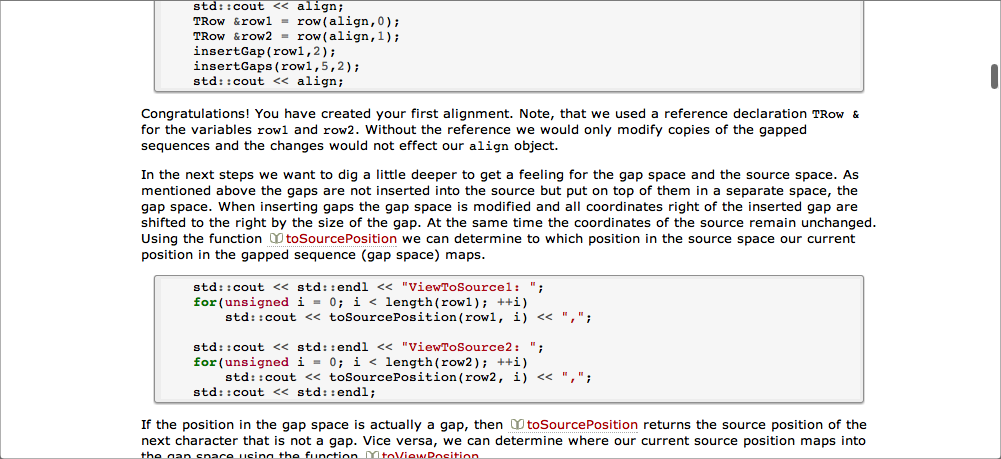 std::cout << align;
TRow &row1 = row(align,0);
TRow &row2 = row(align,1);
insertGap(row1,2);
insertGaps(row1,5,2);
std::cout << align;
Congratulations! You have created your first alignment. Note, that we used a reference declaration TRow &
for the variables row1 and row2. Without the reference we would only modify copies of the gapped
sequences and the changes would not effect our align object.
In the next steps we want to dig a little deeper to get a feeling for the gap space and the source space. As
mentioned above the gaps are not inserted into the source but put on top of them in a separate space, the
gap space. When inserting gaps the gap space is modified and all coordinates right of the inserted gap are
shifted to the right by the size of the gap. At the same time the coordinates of the source remain unchanged.
Using the function toSourcePosition we can determine to which position in the source space our current
position in the gapped sequence (gap space) maps.
std::cout << std::endl << "ViewToSource1: ";
for(unsigned i = 0; i < length(row1); ++i)
    std::cout << toSourcePosition(row1, i) << ",";
std::cout << std::endl << "ViewToSource2: ";
for(unsigned i = 0; i < length(row2); ++i)
    std::cout << toSourcePosition(row2, i) << ",";
std::cout << std::endl;
If the position in the gap space is actually a gap, then toSourcePosition returns the source position of the
next character that is not a gap. Vice versa, we can determine where our current source position maps into
the gap space using the function toViewPosition